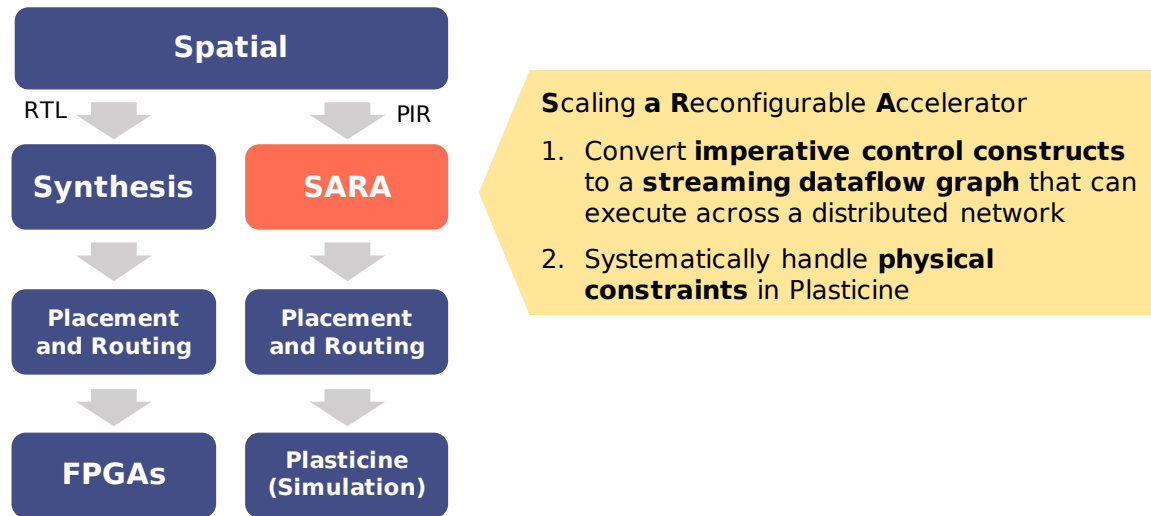 Spatial
RTL
PIR
Synthesis
SARA
Placement
and Routing
Placement
and Routing
FPGAs
Plasticine
(Simulation)
Scaling a Reconfigurable Accelerator
1. Convert imperative control constructs
to a streaming dataflow graph that can
execute across a distributed network
2. Systematically handle physical
constraints in Plasticine